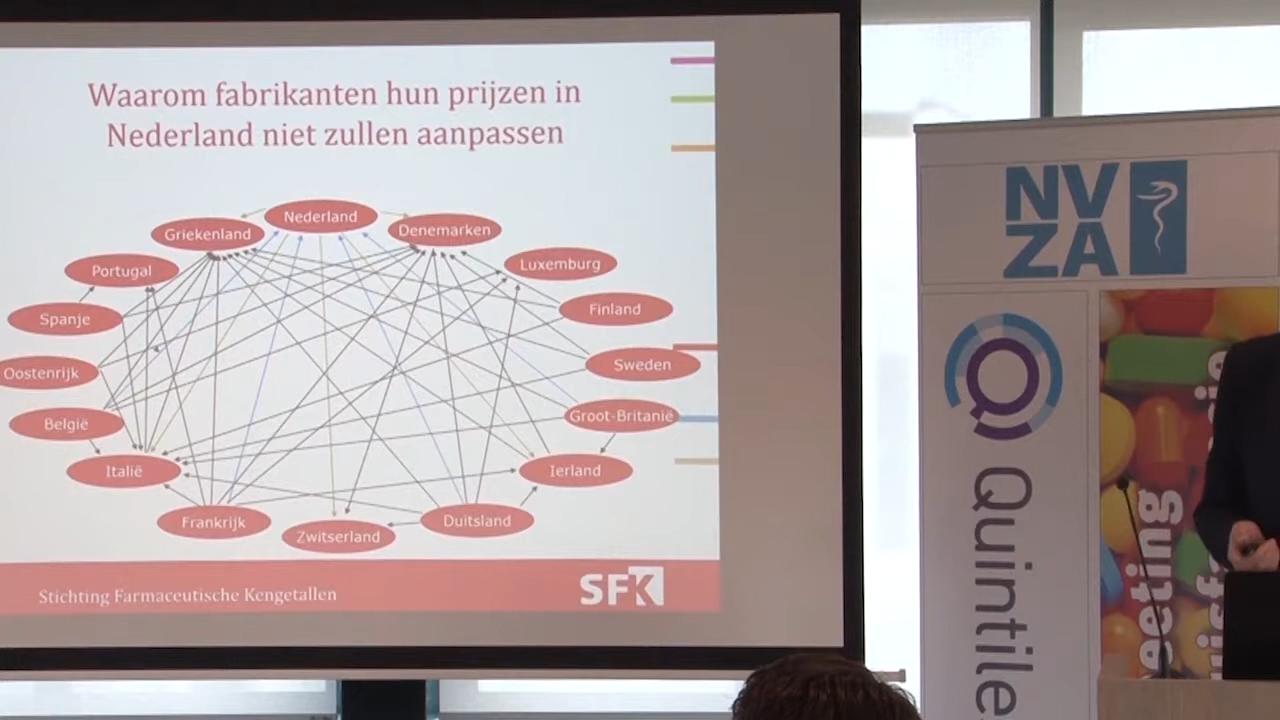 Waarom fabrikanten hun prijzen in
Nederland niet zullen aanpassen
Nederland
Griekenland
Denemarken
Portugal
Luxemburg
Spanje
Finland
Oostenrijk
Sweden
België
Groot-Britanië
Italië
Ierland
Frankrijk
Duitsland
Zwitserland
Stichting Farmaceutische Kengetallen
SFK
NV
ZA
Quintile
eeting